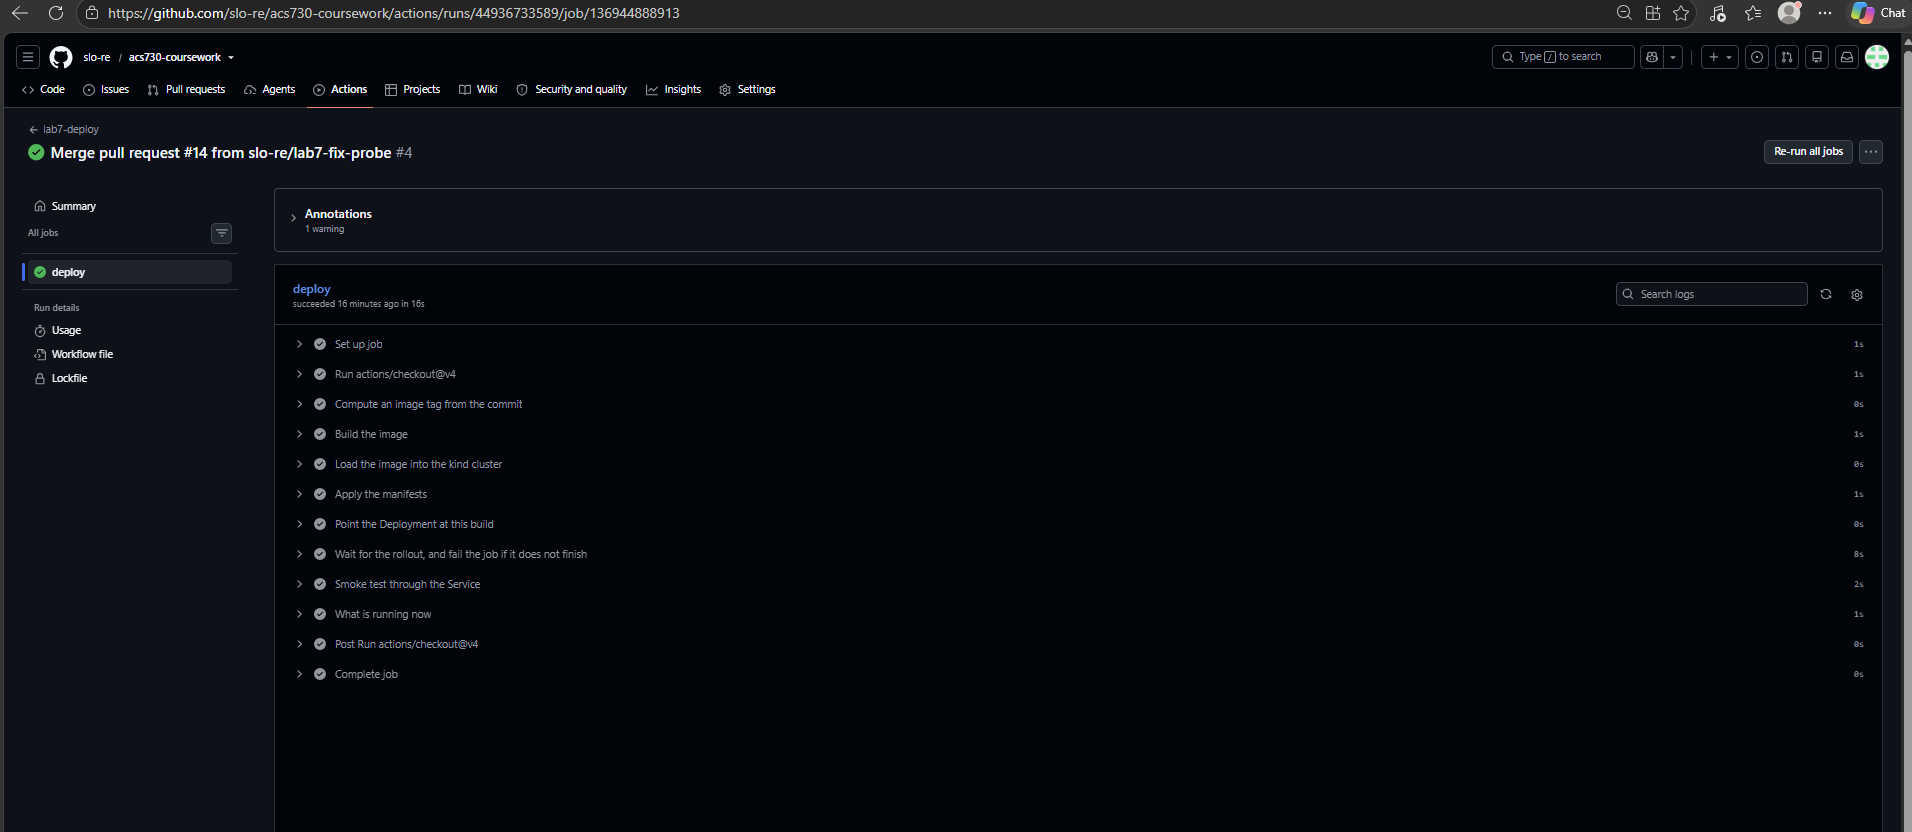 https://github.com/slo-re/acs730-coursework/actions/runs/44936733589/job/136944888913
Chat
slo-re / acs730-coursework
Type / to search
Code Issues Pull requests Agents Actions Projects Wiki Security and quality Insights Settings
lab7-deploy
Merge pull request #14 from slo-re/lab7-fix-probe #4
Re-run all jobs
Summary
All jobs
deploy
Run details
Usage
Workflow file
Lockfile
Annotations
1 warning
deploy
succeeded 16 minutes ago in 16s
Search logs
Set up job 1s
Run actions/checkout@v4 1s
Compute an image tag from the commit 0s
Build the image 1s
Load the image into the kind cluster 0s
Apply the manifests 1s
Point the Deployment at this build 0s
Wait for the rollout, and fail the job if it does not finish 8s
Smoke test through the Service 2s
What is running now 1s
Post Run actions/checkout@v4 0s
Complete job 0s